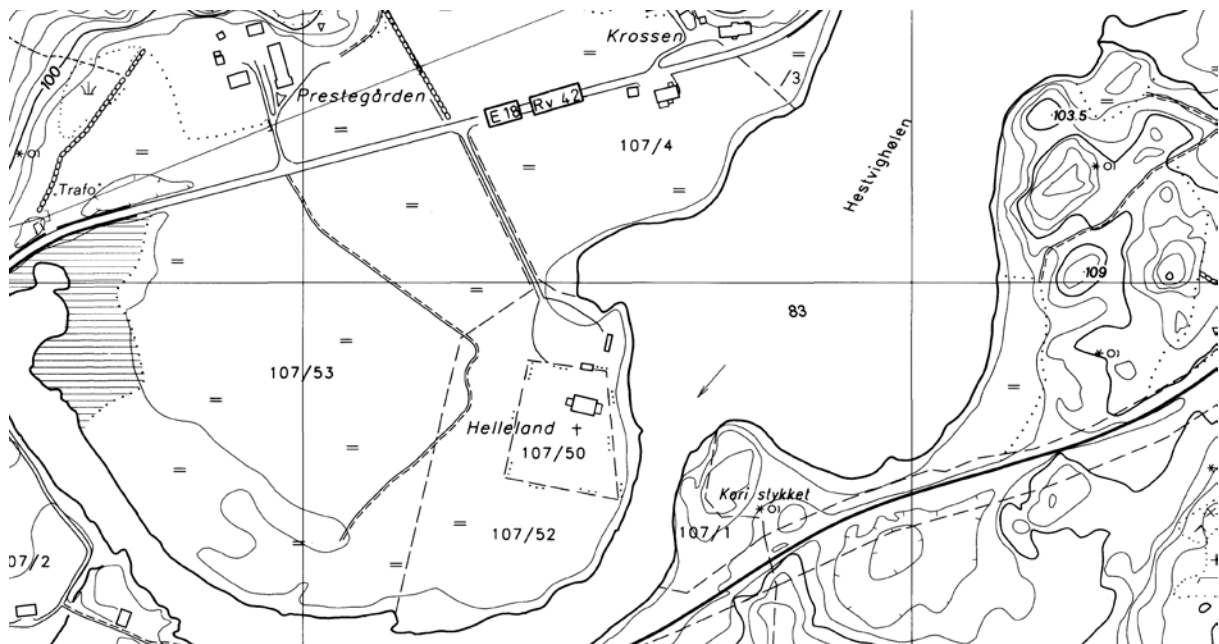 Krossen
100
/3
Prestegården
E 18
Rv 42
103.5
107/4
Trafo
Hestvighølen
109
83
107/53
Helleland
107/50
Kari stykket
107/52
107/1
07/2